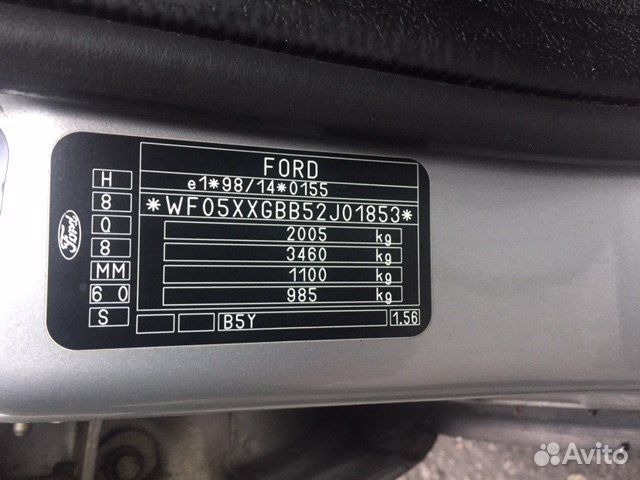 FORD
e1*98/14*0155
*WF05XXGBB52J01853*
2005 kg
3460 kg
1100 kg
985 kg
B5Y 1.56
H
8
Q
8
MM
6 0
S
Ford
Avito